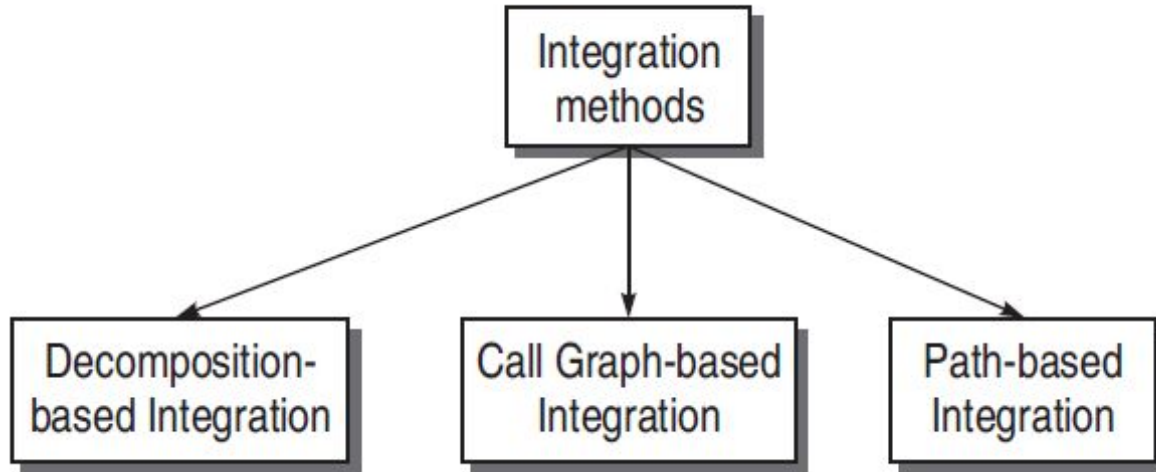 Integration
methods
Decomposition-
based Integration
Call Graph-based
Integration
Path-based
Integration